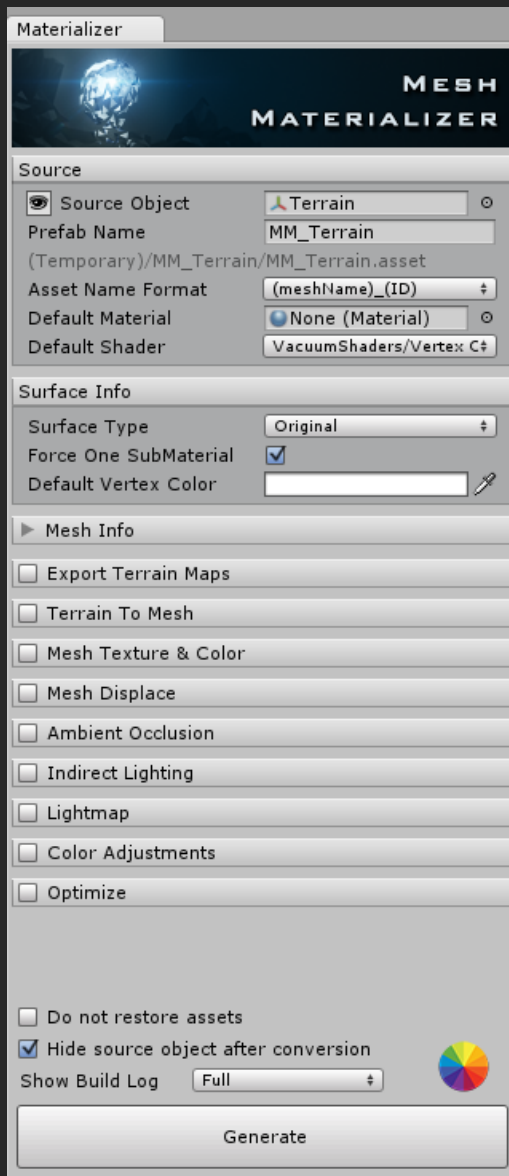 Materializer
MESH
MATERIALIZER
Source
Source Object Terrain
Prefab Name MM_Terrain
(Temporary)/MM_Terrain/MM_Terrain.asset
Asset Name Format (meshName)_(ID)
Default Material None (Material)
Default Shader VacuumShaders/Vertex C
Surface Info
Surface Type Original
Force One SubMaterial
Default Vertex Color
Mesh Info
Export Terrain Maps
Terrain To Mesh
Mesh Texture & Color
Mesh Displace
Ambient Occlusion
Indirect Lighting
Lightmap
Color Adjustments
Optimize
Do not restore assets
Hide source object after conversion
Show Build Log Full
Generate